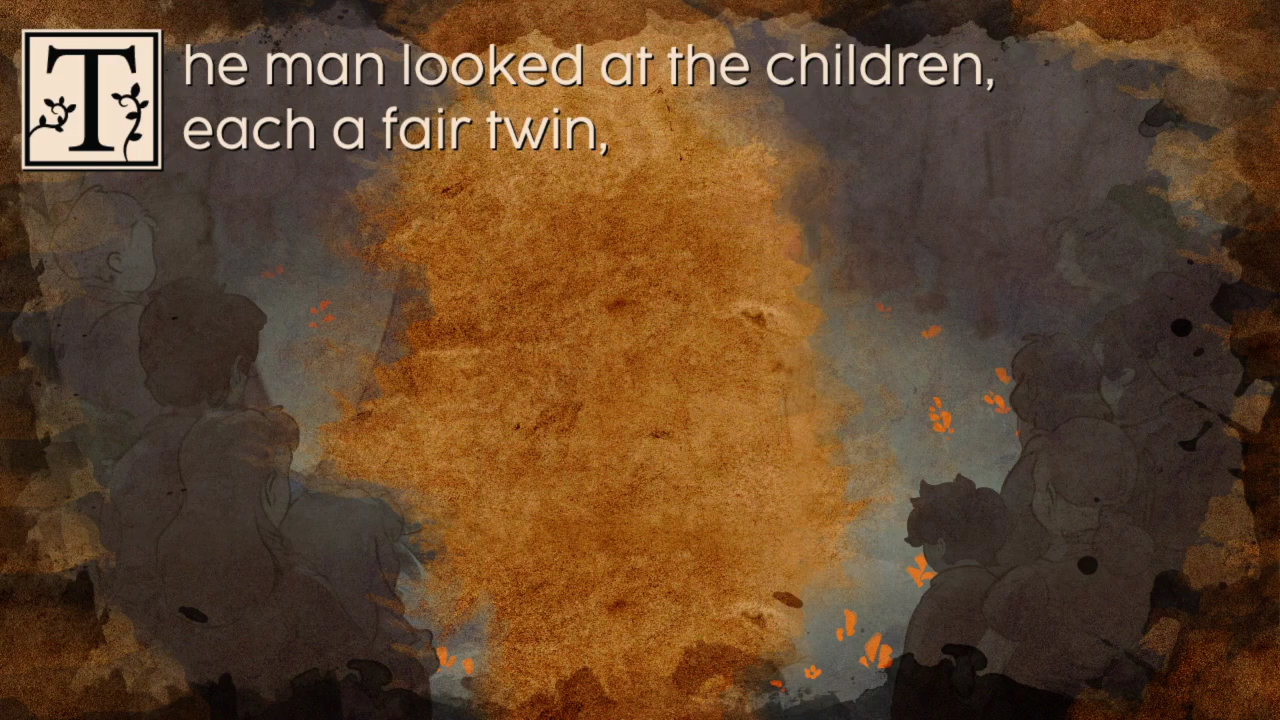 The man looked at the children,
each a fair twin,